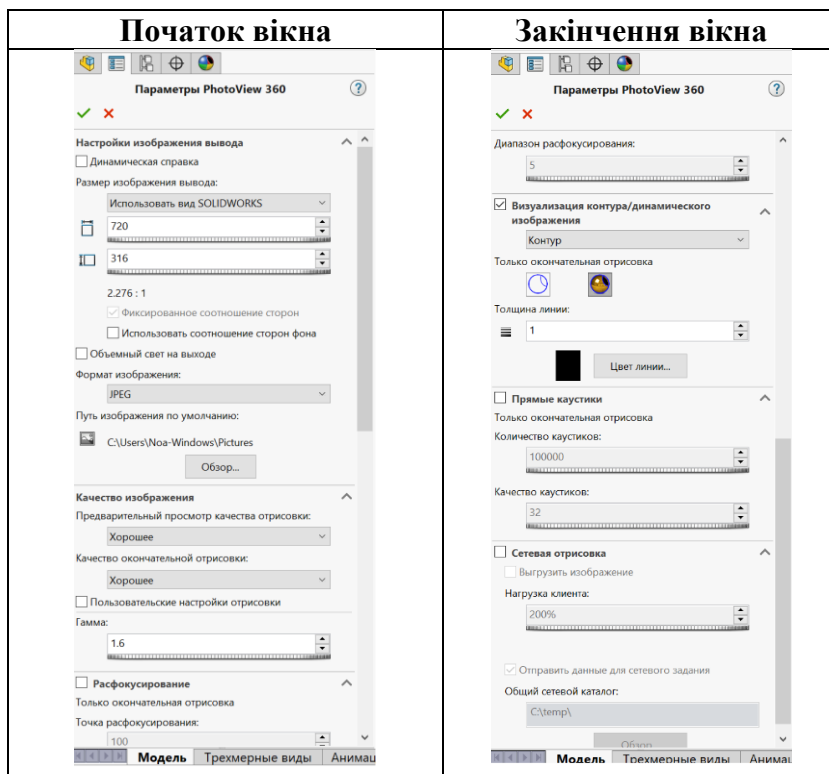 Початок вікна
Параметры PhotoView 360
?
Настройки изображения вывода
Динамическая справка
Размер изображения вывода:
Использовать вид SOLIDWORKS
720
316
2.276 : 1
Фиксированное соотношение сторон
Использовать соотношение сторон фона
Объемный свет на выходе
Формат изображения:
JPEG
Путь изображения по умолчанию:
C:\Users\Noa-Windows\Pictures
Обзор...
Качество изображения
Предварительный просмотр качества отрисовки:
Хорошее
Качество окончательной отрисовки:
Хорошее
Пользовательские настройки отрисовки
Гамма:
1.6
Расфокусирование
Только окончательная отрисовка
Точка расфокусирования:
100
Модель Трехмерные виды Анимац
Закінчення вікна
Параметры PhotoView 360
?
Диапазон расфокусирования:
5
Визуализация контура/динамического
изображения
Контур
Только окончательная отрисовка
Толщина линии:
1
Цвет линии...
Прямые каустики
Только окончательная отрисовка
Количество каустиков:
100000
Качество каустиков:
32
Сетевая отрисовка
Выгрузить изображение
Нагрузка клиента:
200%
Отправить данные для сетевого задания
Общий сетевой каталог:
C:\temp\
Обзор
Модель Трехмерные виды Анимац